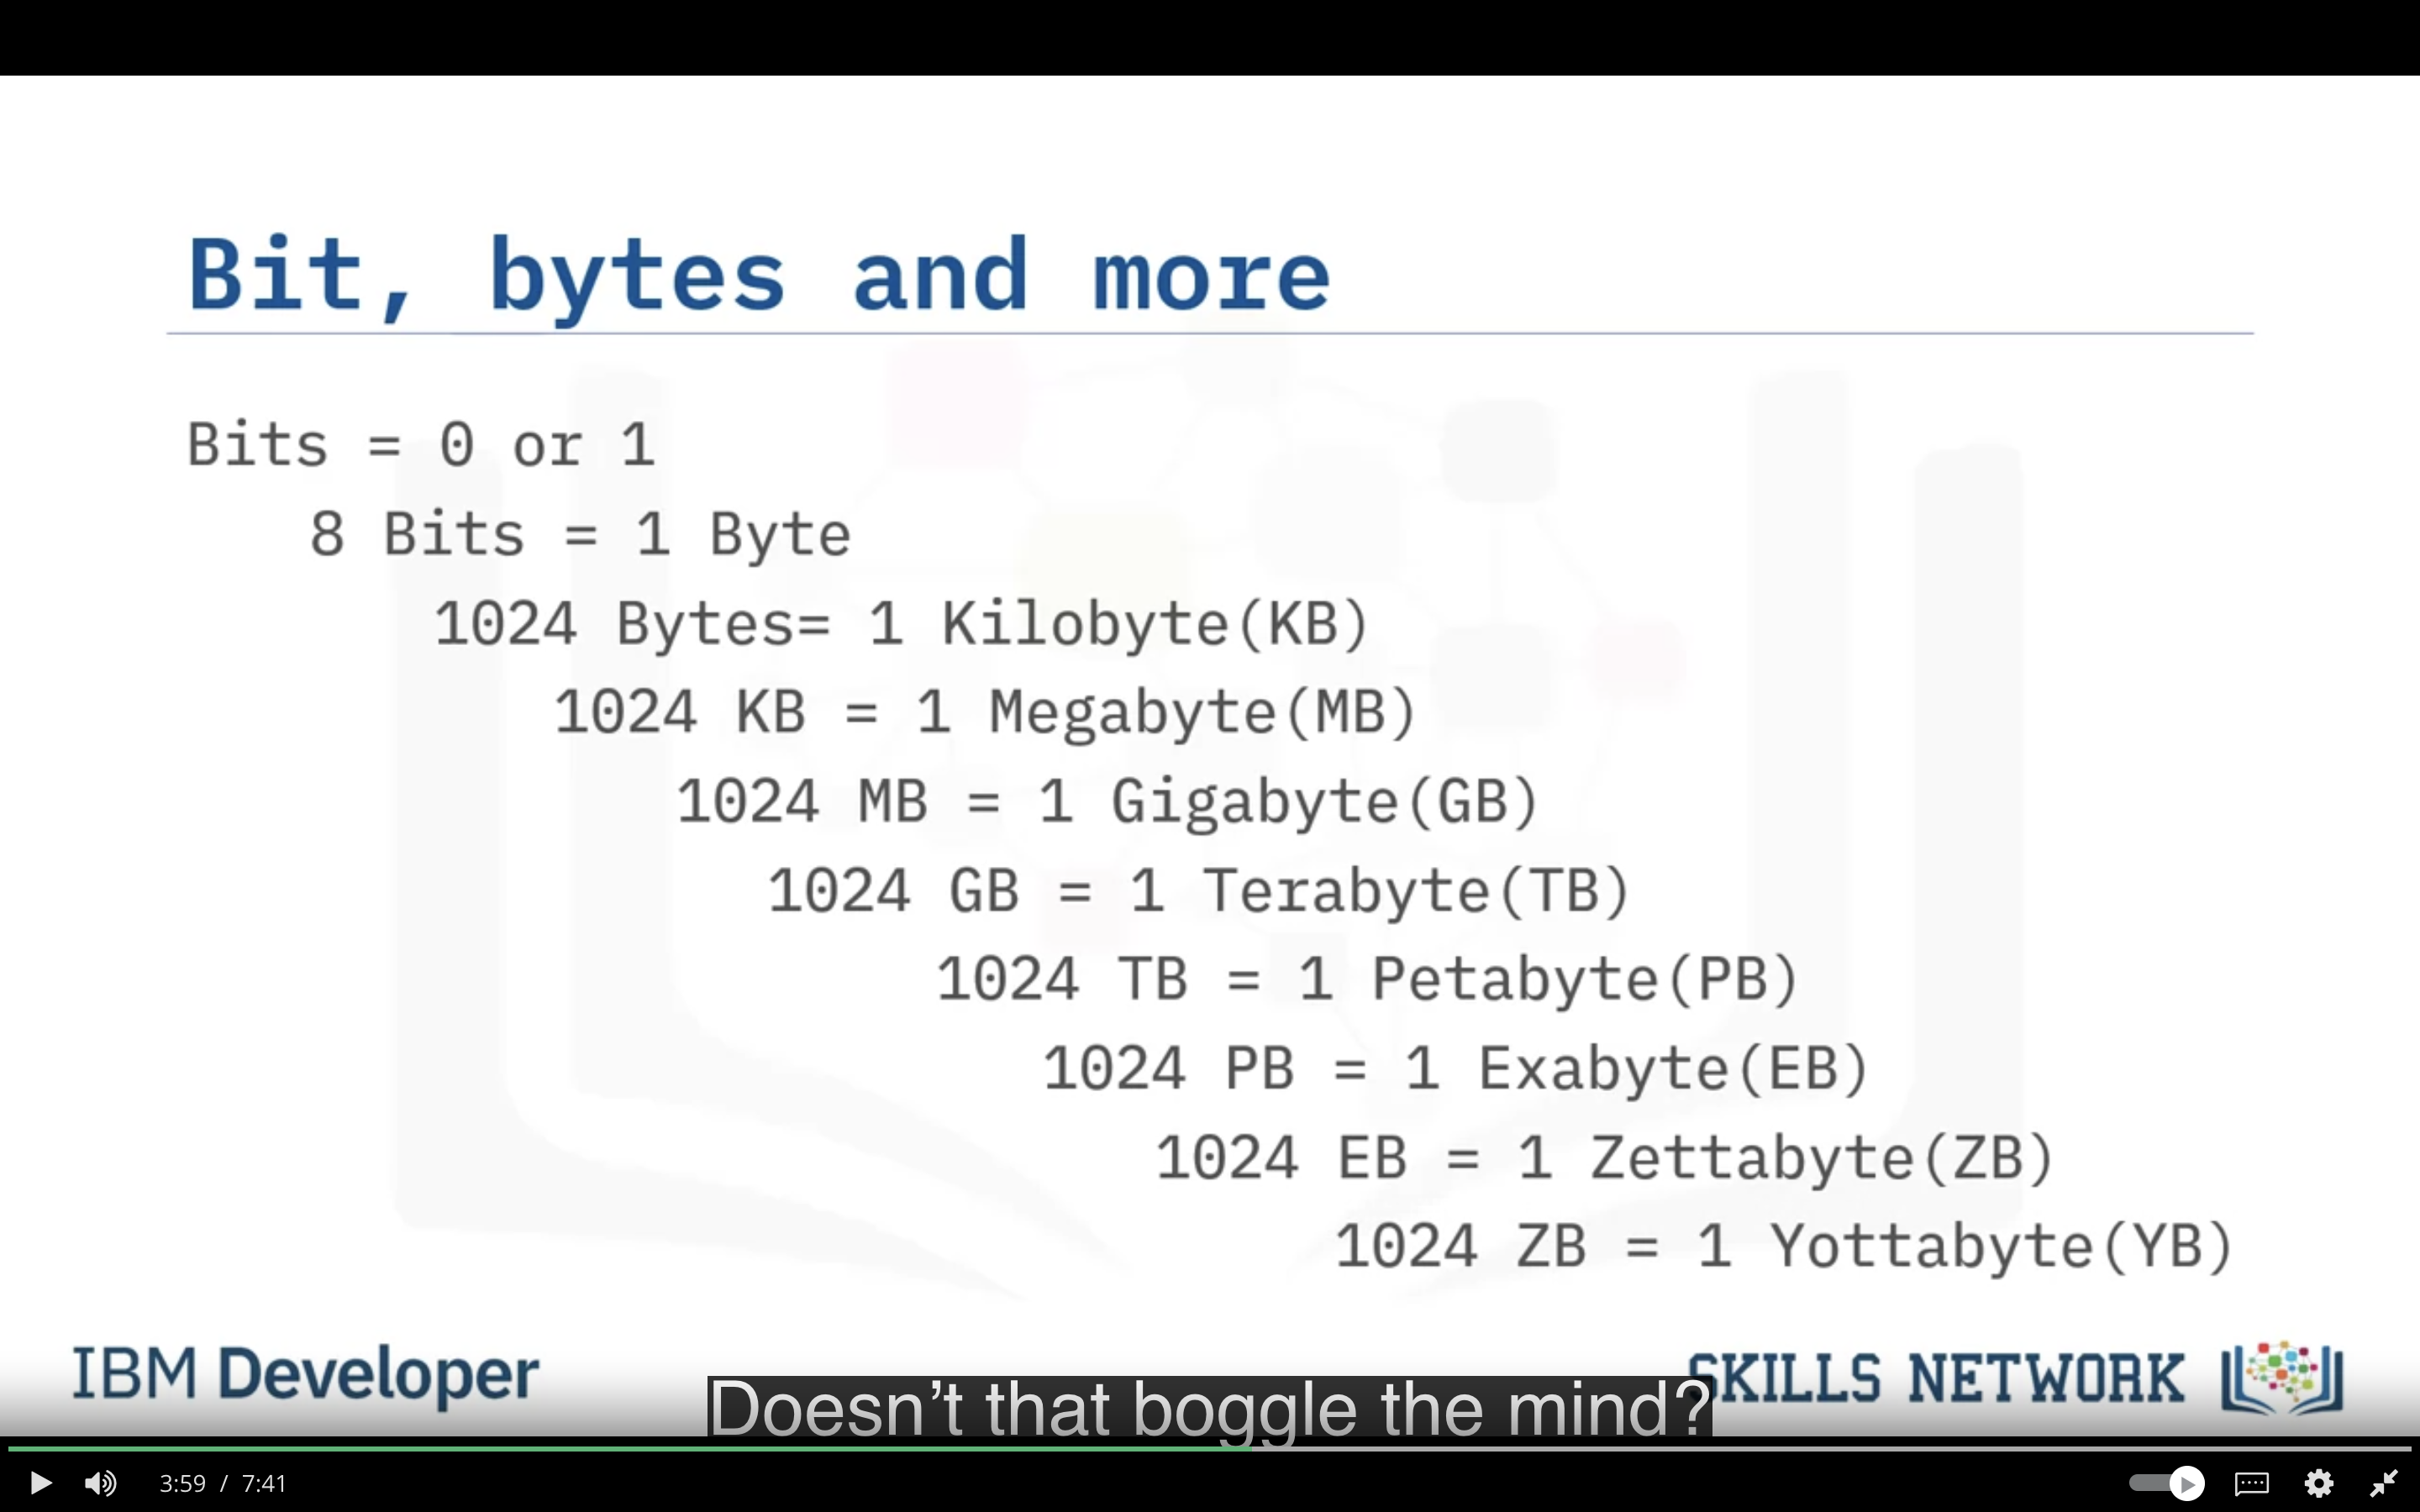 Bit, bytes and more
Bits = 0 or 1
8 Bits = 1 Byte
1024 Bytes= 1 Kilobyte(KB)
1024 KB = 1 Megabyte(MB)
1024 MB = 1 Gigabyte(GB)
1024 GB = 1 Terabyte(TB)
1024 TB = 1 Petabyte(PB)
1024 PB = 1 Exabyte(EB)
1024 EB = 1 Zettabyte(ZB)
1024 ZB = 1 Yottabyte(YB)
IBM Developer
SKILLS NETWORK
Doesn’t that boggle the mind?
3:59 / 7:41